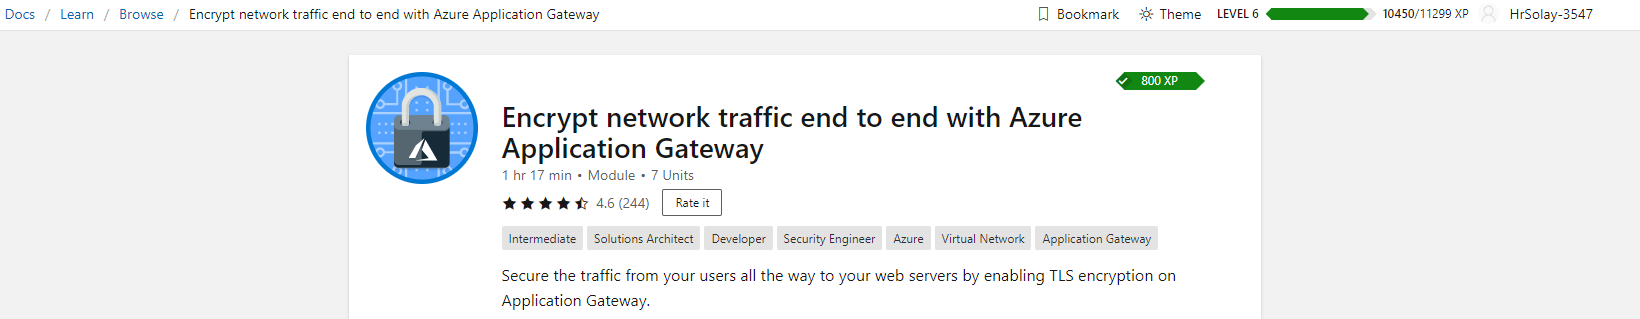 Docs / Learn / Browse / Encrypt network traffic end to end with Azure Application Gateway Bookmark Theme LEVEL 6 10450/11299 XP HrSolay-3547
800 XP
Encrypt network traffic end to end with Azure
Application Gateway
1 hr 17 min • Module • 7 Units
4.6 (244) Rate it
Intermediate Solutions Architect Developer Security Engineer Azure Virtual Network Application Gateway
Secure the traffic from your users all the way to your web servers by enabling TLS encryption on
Application Gateway.